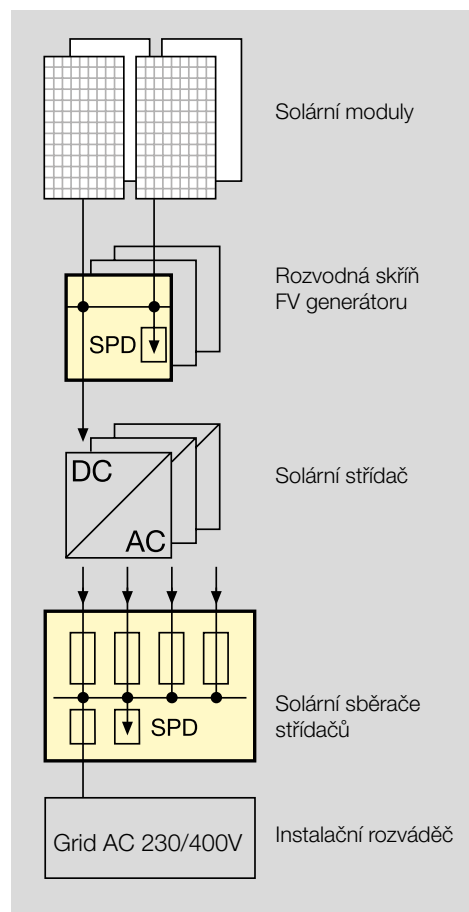 Solární moduly
Rozvodná skříň
FV generátoru
SPD
Solární střídač
DC
AC
SPD
Solární sběrače
střídačů
Grid AC 230/400V
Instalační rozváděč